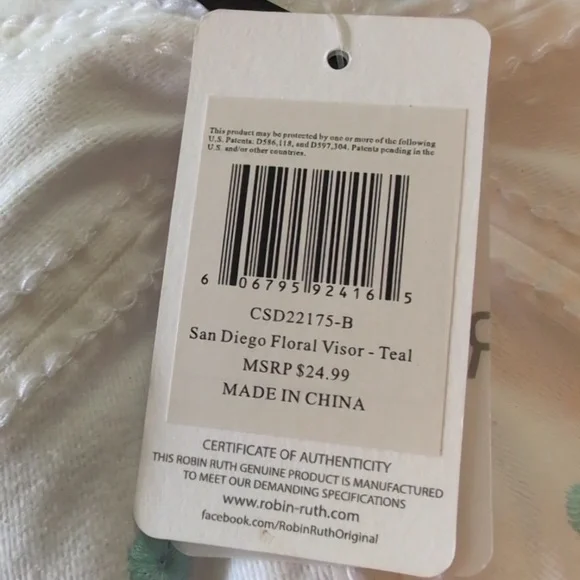 This product may be protected by one or more of the following
U.S. Patents: D586,118, and D597,304. Patents pending in the
U.S. and/or other countries.
6 06795 92416 5
CSD22175-B
San Diego Floral Visor - Teal
MSRP $24.99
MADE IN CHINA
CERTIFICATE OF AUTHENTICITY
THIS ROBIN RUTH GENUINE PRODUCT IS MANUFACTURED
TO MEET OUR DEMANDING SPECIFICATIONS
www.robin-ruth.com
facebook.com/RobinRuthOriginal